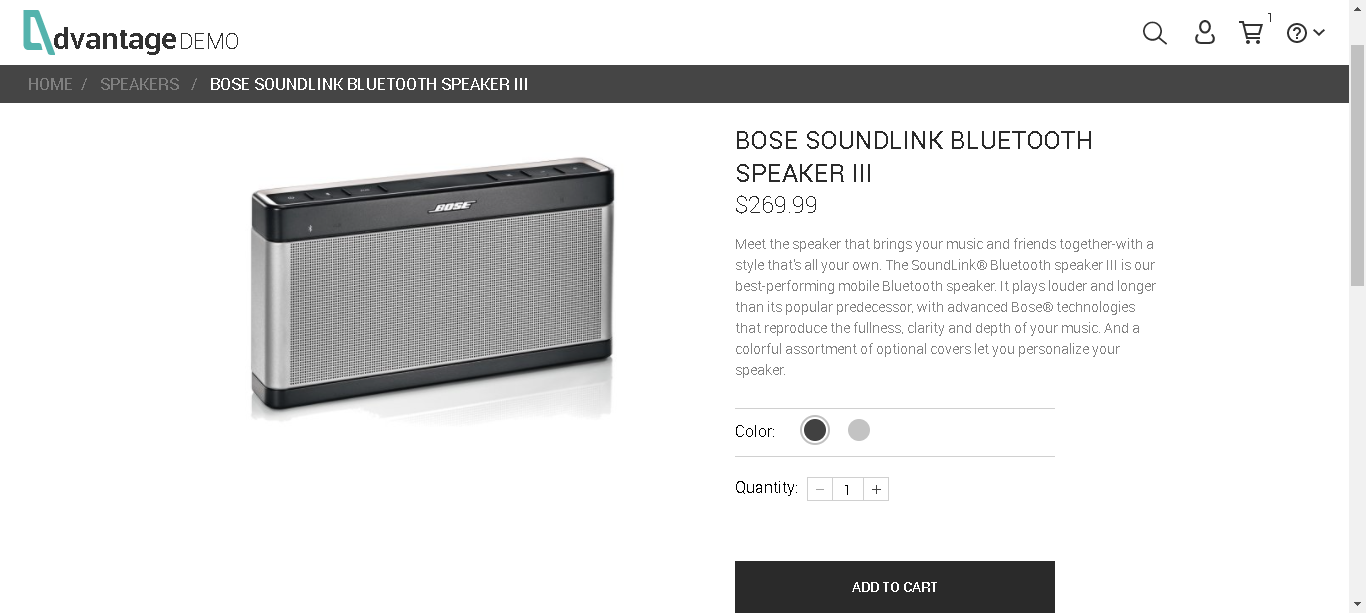 dvantage DEMO
1
HOME / SPEAKERS / BOSE SOUNDLINK BLUETOOTH SPEAKER III
BOSE
BOSE SOUNDLINK BLUETOOTH
SPEAKER III
$269.99
Meet the speaker that brings your music and friends together-with a
style that's all your own. The SoundLink® Bluetooth speaker III is our
best-performing mobile Bluetooth speaker. It plays louder and longer
than its popular predecessor, with advanced Bose® technologies
that reproduce the fullness, clarity and depth of your music. And a
colorful assortment of optional covers let you personalize your
speaker.
Color:
Quantity: − 1 +
ADD TO CART